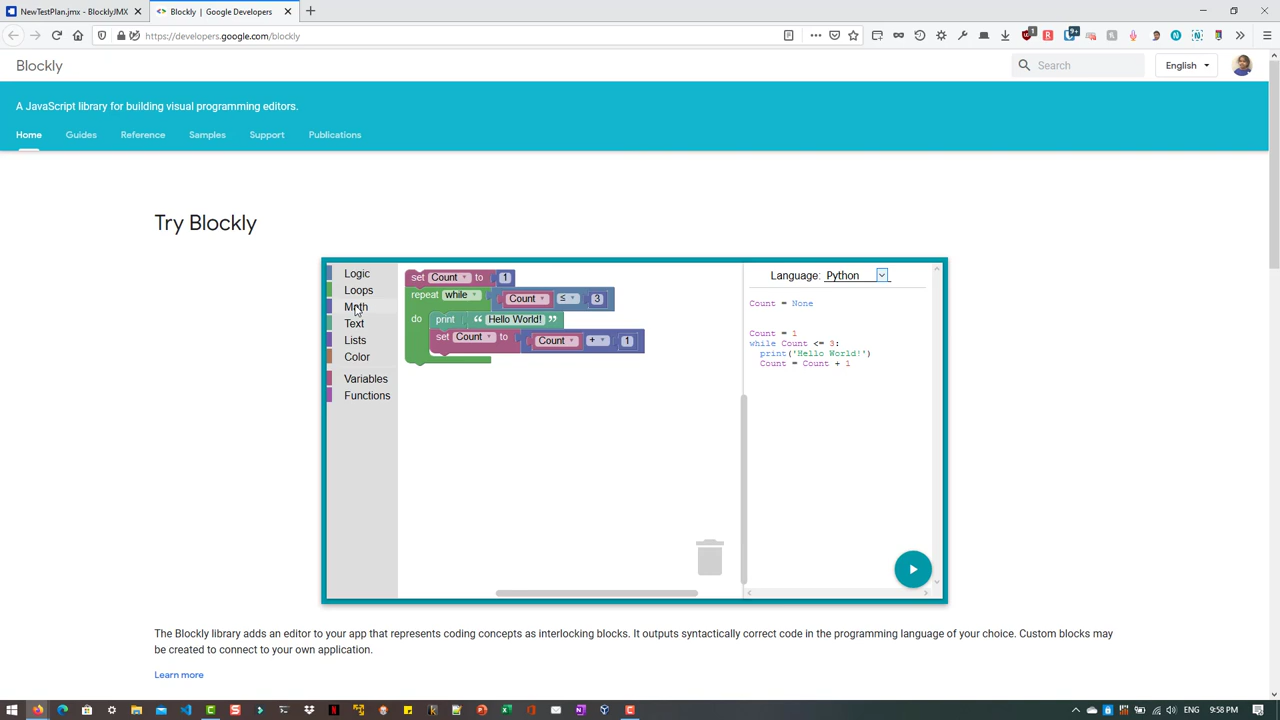 NewTestPlan.jmx - BlocklyJMX
Blockly | Google Developers
https://developers.google.com/blockly
Blockly
Search
English
A JavaScript library for building visual programming editors.
Home Guides Reference Samples Support Publications
Try Blockly
Logic
Loops
Math
Text
Lists
Color
Variables
Functions
set Count to 1
repeat while Count ≤ 3
do print “ Hello World! ”
set Count to Count + 1
Language: Python
Count = None
Count = 1
while Count <= 3:
print('Hello World!')
Count = Count + 1
The Blockly library adds an editor to your app that represents coding concepts as interlocking blocks. It outputs syntactically correct code in the programming language of your choice. Custom blocks may
be created to connect to your own application.
Learn more
ENG 9:58 PM